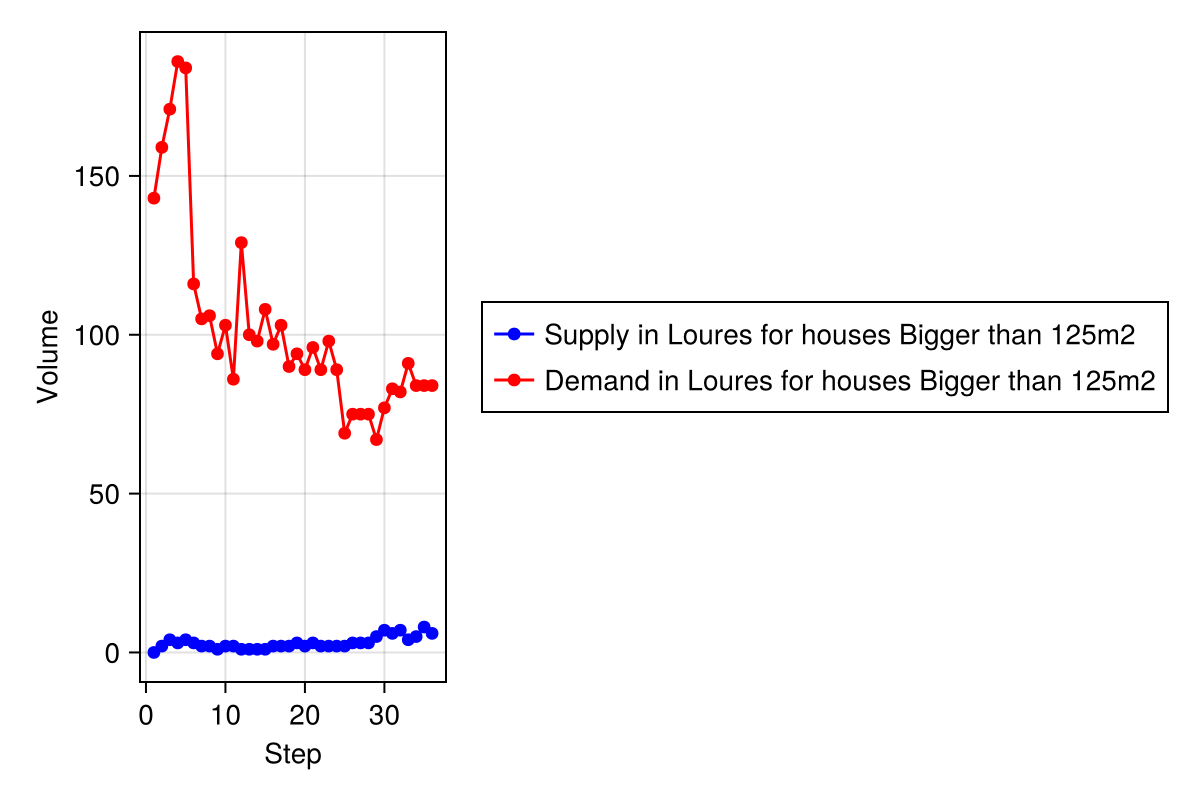 150
100
50
0
Volume
0 10 20 30
Step
Supply in Loures for houses Bigger than 125m2
Demand in Loures for houses Bigger than 125m2